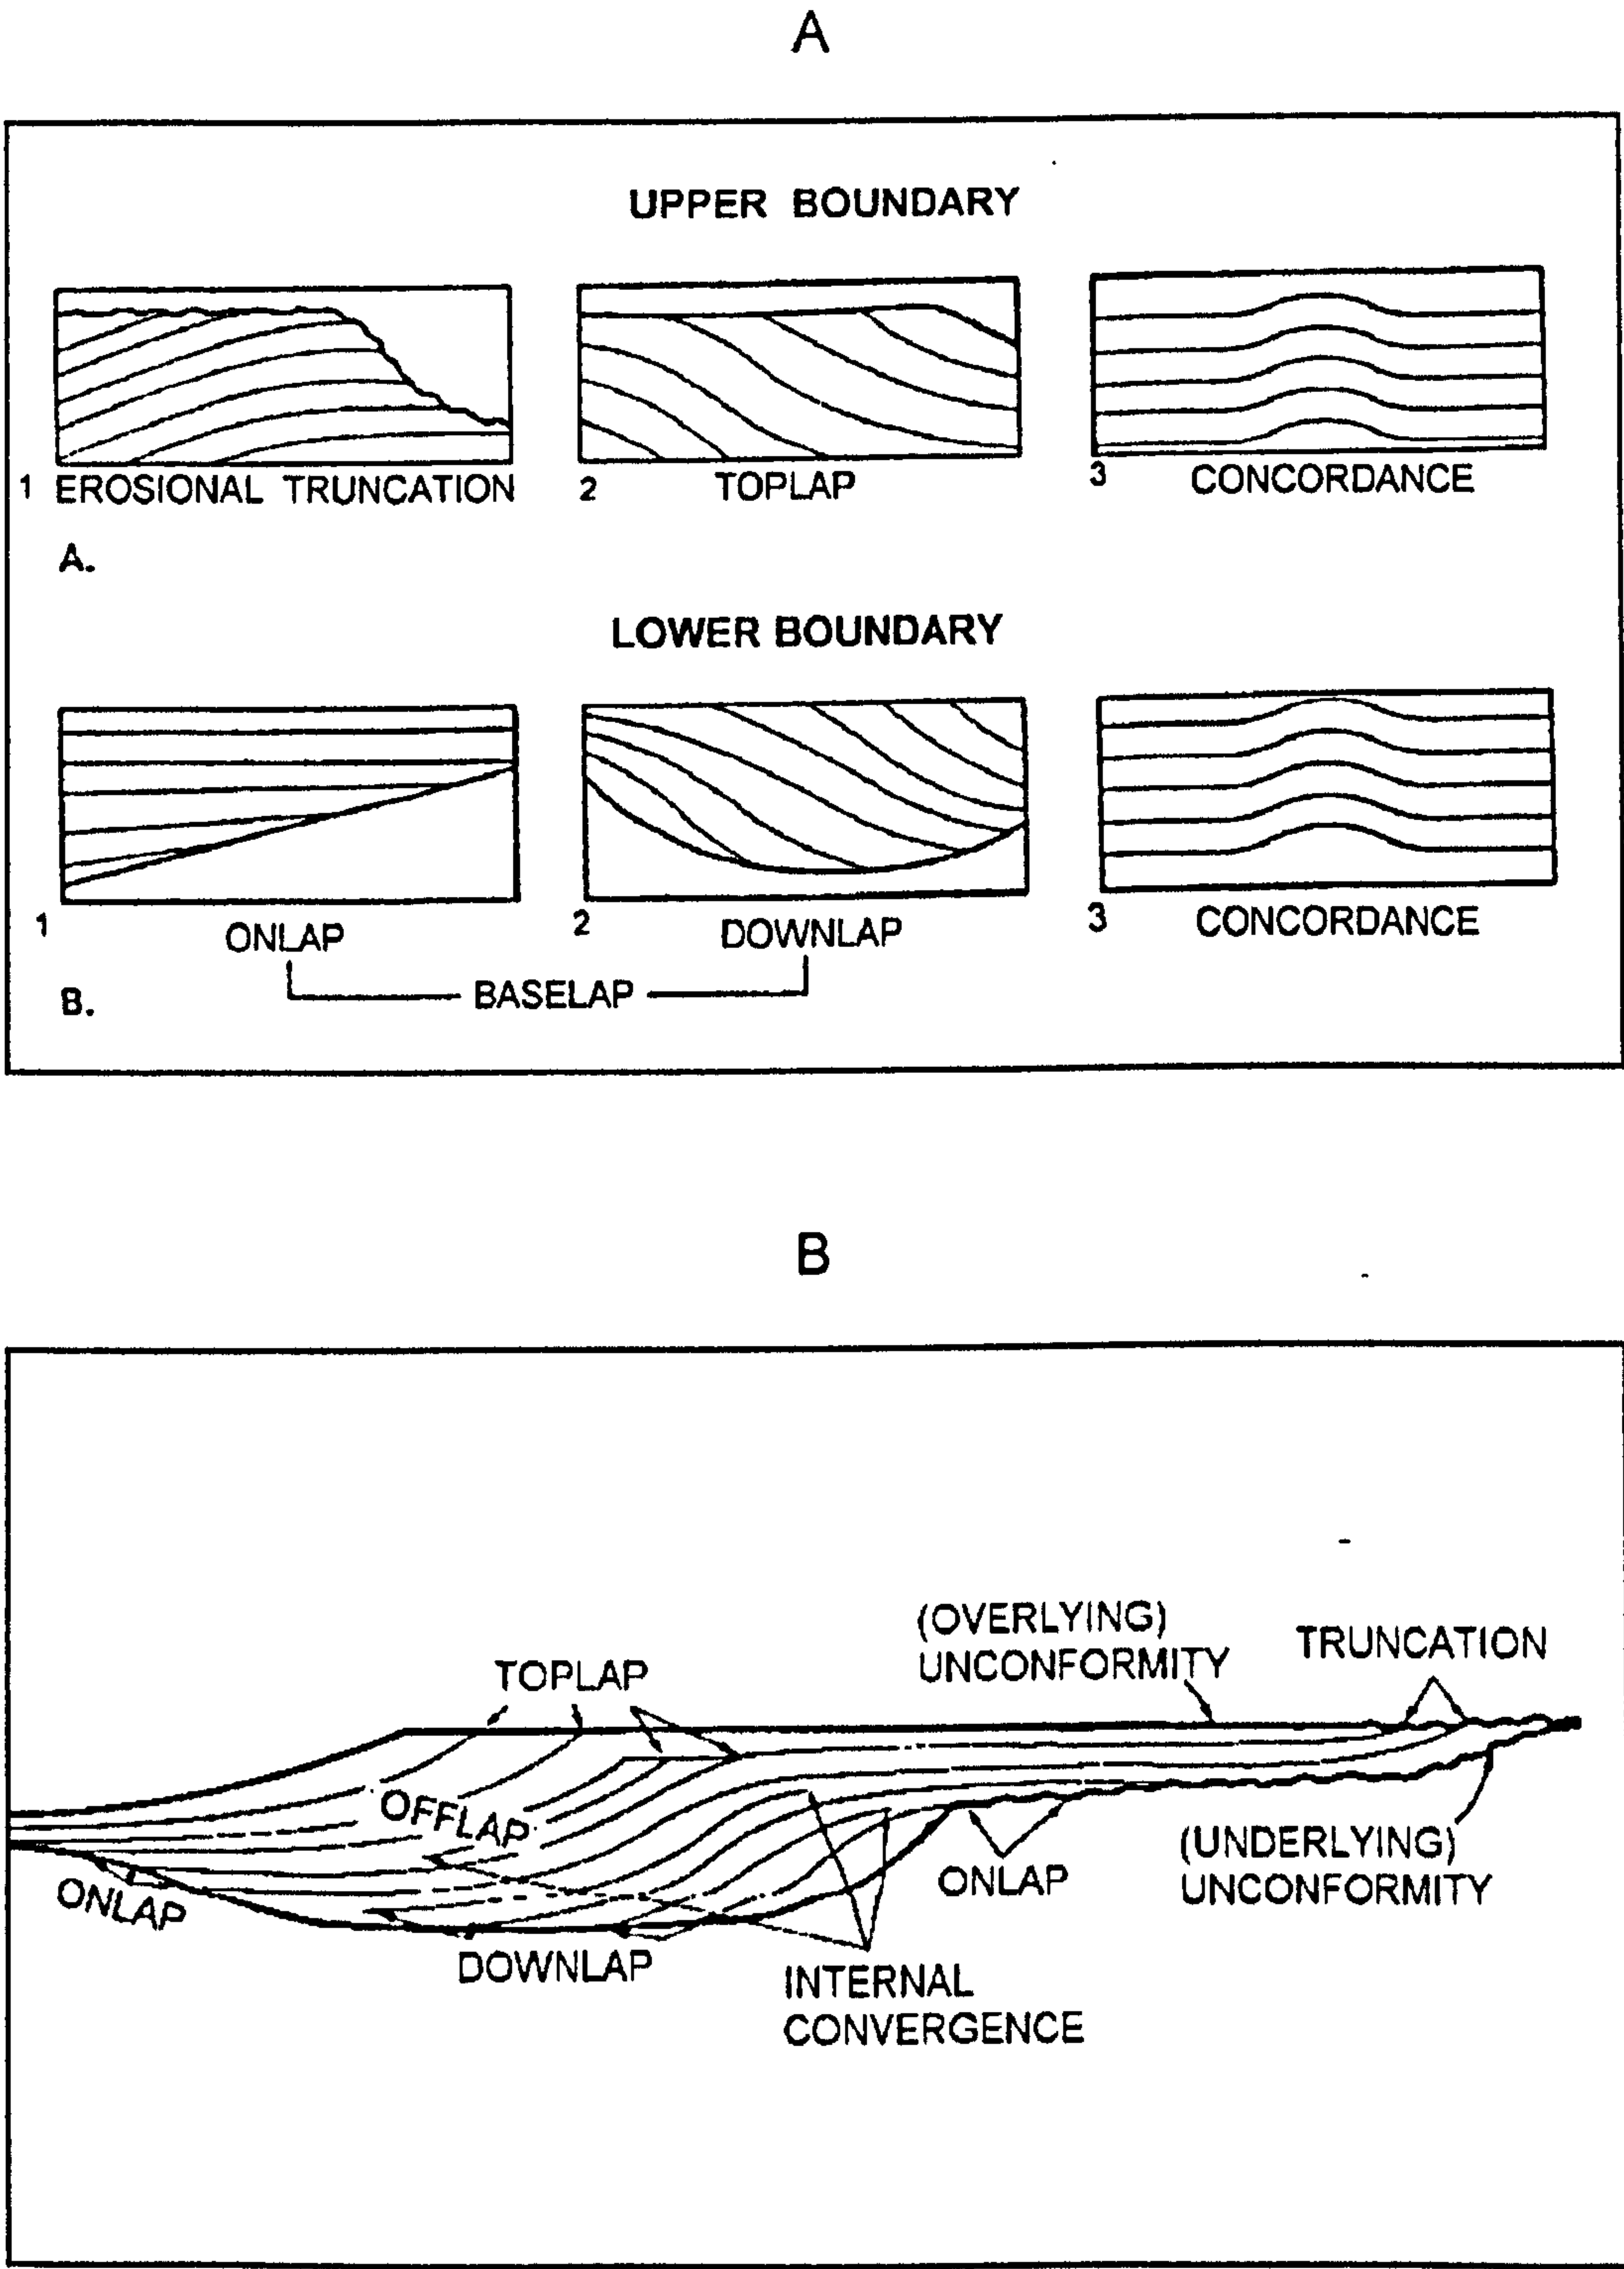 A
UPPER BOUNDARY
1 EROSIONAL TRUNCATION
2 TOPLAP
3 CONCORDANCE
A.
LOWER BOUNDARY
1 ONLAP
2 DOWNLAP
3 CONCORDANCE
BASELAP
B.
B
(OVERLYING)
UNCONFORMITY
TRUNCATION
TOPLAP
OFFLAP
ONLAP
DOWNLAP
INTERNAL
CONVERGENCE
ONLAP
(UNDERLYING)
UNCONFORMITY